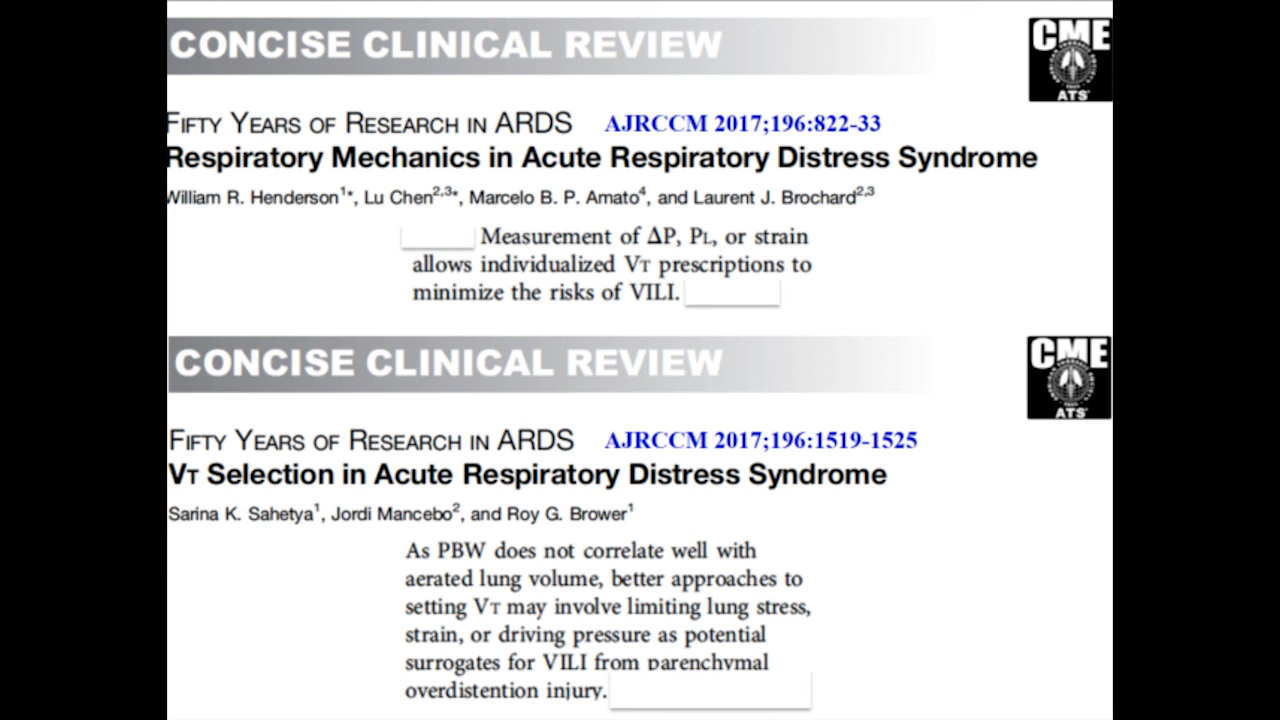 CONCISE CLINICAL REVIEW
CME
ATS
FIFTY YEARS OF RESEARCH IN ARDS AJRCCM 2017;196:822-33
Respiratory Mechanics in Acute Respiratory Distress Syndrome
William R. Henderson1*, Lu Chen2,3*, Marcelo B. P. Amato4, and Laurent J. Brochard2,3
Measurement of ΔP, PL, or strain
allows individualized VT prescriptions to
minimize the risks of VILI.
CONCISE CLINICAL REVIEW
CME
ATS
FIFTY YEARS OF RESEARCH IN ARDS AJRCCM 2017;196:1519-1525
VT Selection in Acute Respiratory Distress Syndrome
Sarina K. Sahetya1, Jordi Mancebo2, and Roy G. Brower1
As PBW does not correlate well with
aerated lung volume, better approaches to
setting VT may involve limiting lung stress,
strain, or driving pressure as potential
surrogates for VILI from parenchymal
overdistention injury.